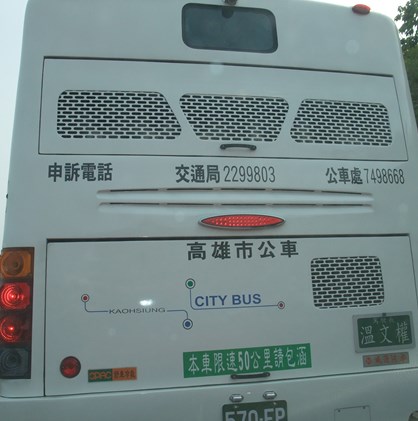 申訴電話 交通局 2299803 公車處 7498668
高雄市公車
CITY BUS
KAOHSIUNG
溫文權
本車限速50公里請包涵
570-FP